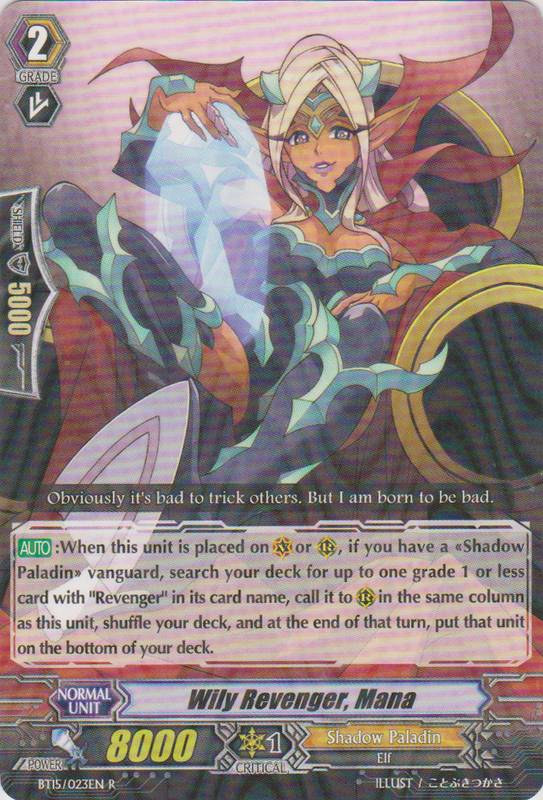 2
GRADE
SHIELD
5000
Obviously it's bad to trick others. But I am born to be bad.
AUTO :When this unit is placed on V or R, if you have a «Shadow
Paladin» vanguard, search your deck for up to one grade 1 or less
card with "Revenger" in its card name, call it to R in the same column
as this unit, shuffle your deck, and at the end of that turn, put that unit
on the bottom of your deck.
NORMAL
UNIT
Wily Revenger, Mana
POWER
8000
1
CRITICAL
Shadow Paladin
Elf
BT15/023EN R
ILLUST / ことぶきつかさ